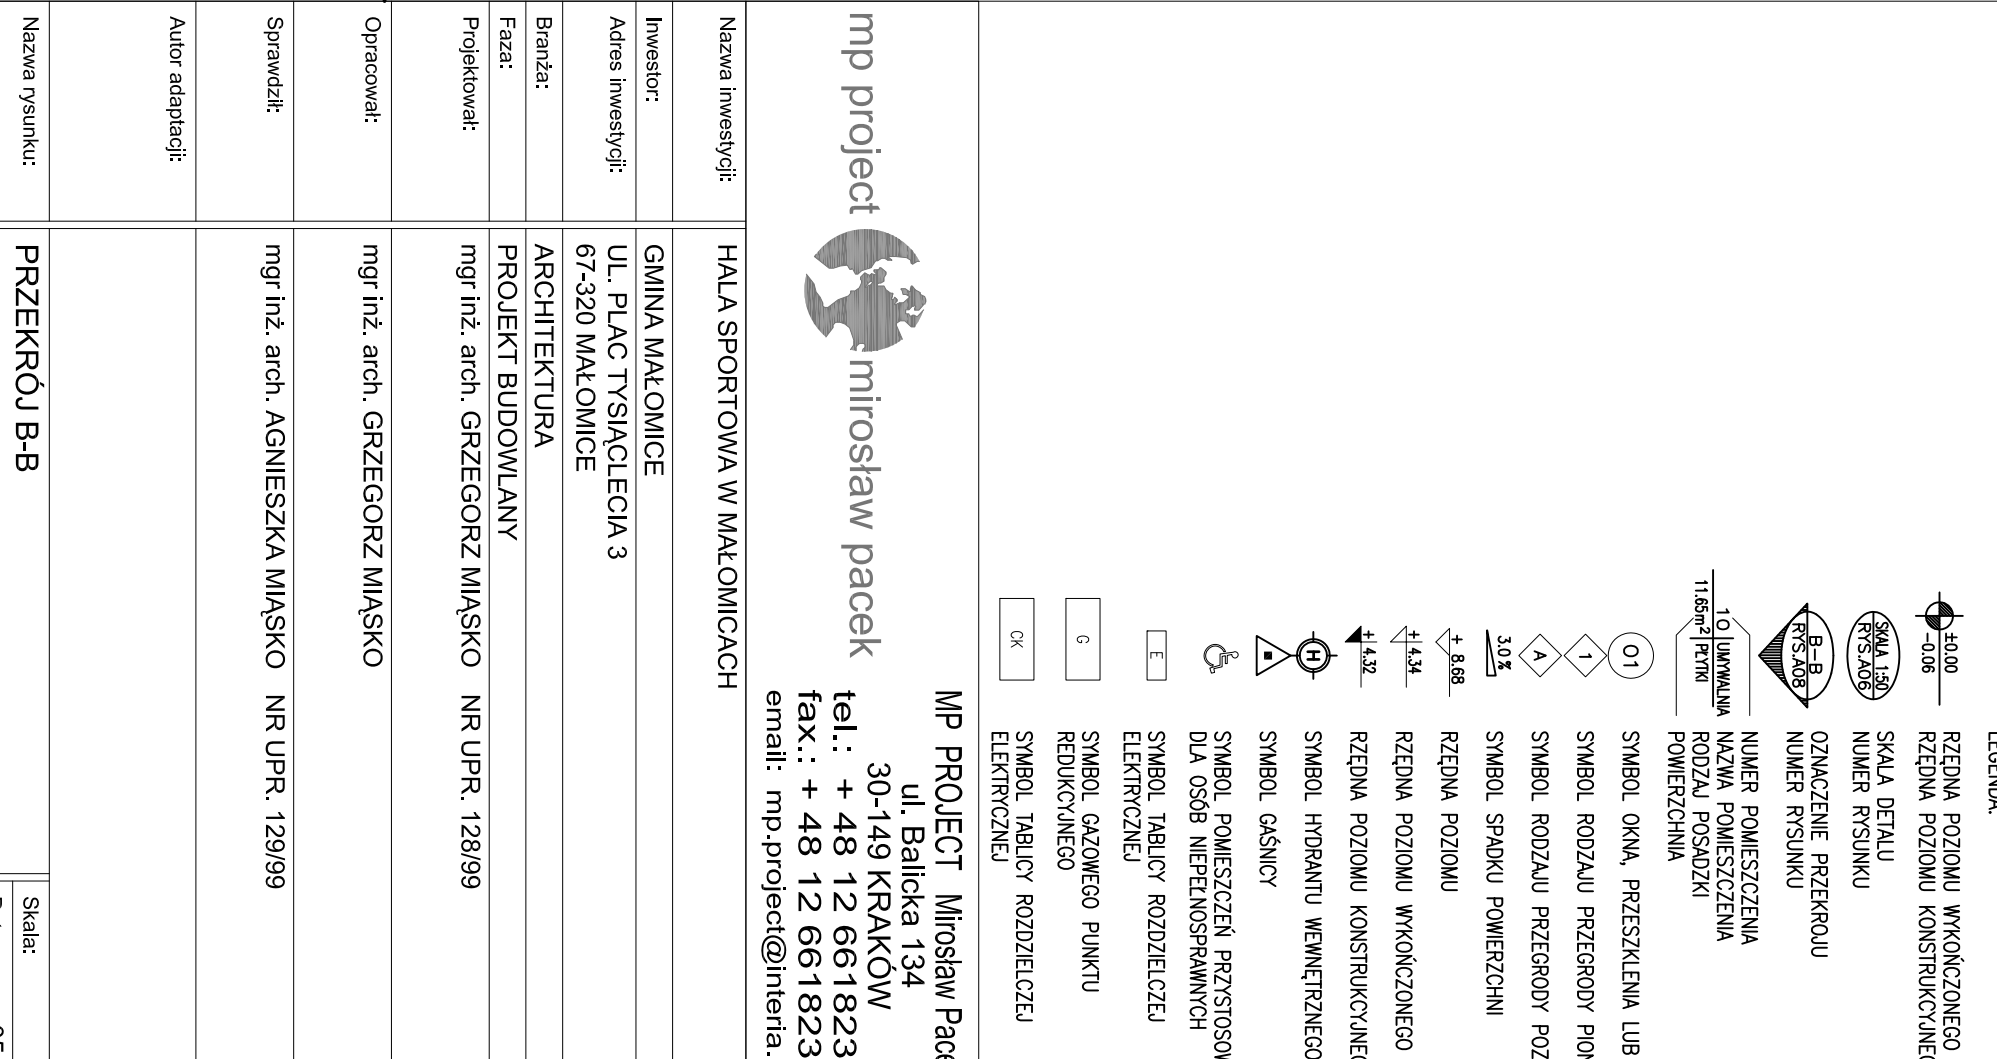 LEGENDA:
±0.00
-0.06
RZĘDNA POZIOMU WYKOŃCZONEGO
RZĘDNA POZIOMU
SKALA 1:50
RYS.A06
SKALA DETALU
NUMER RYSUNKU
B-B
RYS.A08
OZNACZENIE PRZEKROJU
NUMER RYSUNKU
10 UMYWALNIA
11.65m² PŁYTKI
NUMER POMIESZCZENIA
NAZWA POMIESZCZENIA
RODZAJ POSADZKI
POWIERZCHNIA
O1
SYMBOL OKNA, PRZESZKLENIA LUB
1
SYMBOL RODZAJU PRZEGRODY
A
SYMBOL RODZAJU PRZEGRODY
3.0 %
SYMBOL SPADKU POWIERZCHNI
+ 8.68
RZĘDNA POZIOMU
+ 4.34
RZĘDNA POZIOMU WYKOŃCZONEGO
+ 4.32
RZĘDNA POZIOMU
H
SYMBOL HYDRANTU WEWNĘTRZNEGO
SYMBOL GAŚNICY
SYMBOL POMIESZCZEŃ
DLA OSÓB NIEPEŁNOSPRAWNYCH
E
SYMBOL TABLICY ROZDZIELCZEJ
ELEKTRYCZNEJ
G
SYMBOL GAZOWEGO PUNKTU
REDUKCYJNEGO
CK
SYMBOL TABLICY ROZDZIELCZEJ
ELEKTRYCZNEJ
mp project mirosław pacek
MP PROJECT Mirosław
ul. Balicka 134
30-149 KRAKÓW
tel.: + 48 12 661823
fax.: + 48 12 661823
email: mp.project@interia.
Nazwa inwestycji: HALA SPORTOWA W MAŁOMICACH
Inwestor: GMINA MAŁOMICE
Adres inwestycji: UL. PLAC TYSIĄCLECIA 3
67-320 MAŁOMICE
Branża: ARCHITEKTURA
Faza: PROJEKT BUDOWLANY
Projektował: mgr inż. arch. GRZEGORZ MIĄSKO NR UPR. 128/99
Opracował: mgr inż. arch. GRZEGORZ MIĄSKO
Sprawdził: mgr inż. arch. AGNIESZKA MIĄSKO NR UPR. 129/99
Autor adaptacji:
Nazwa rysunku: PRZEKRÓJ B-B
Skala: